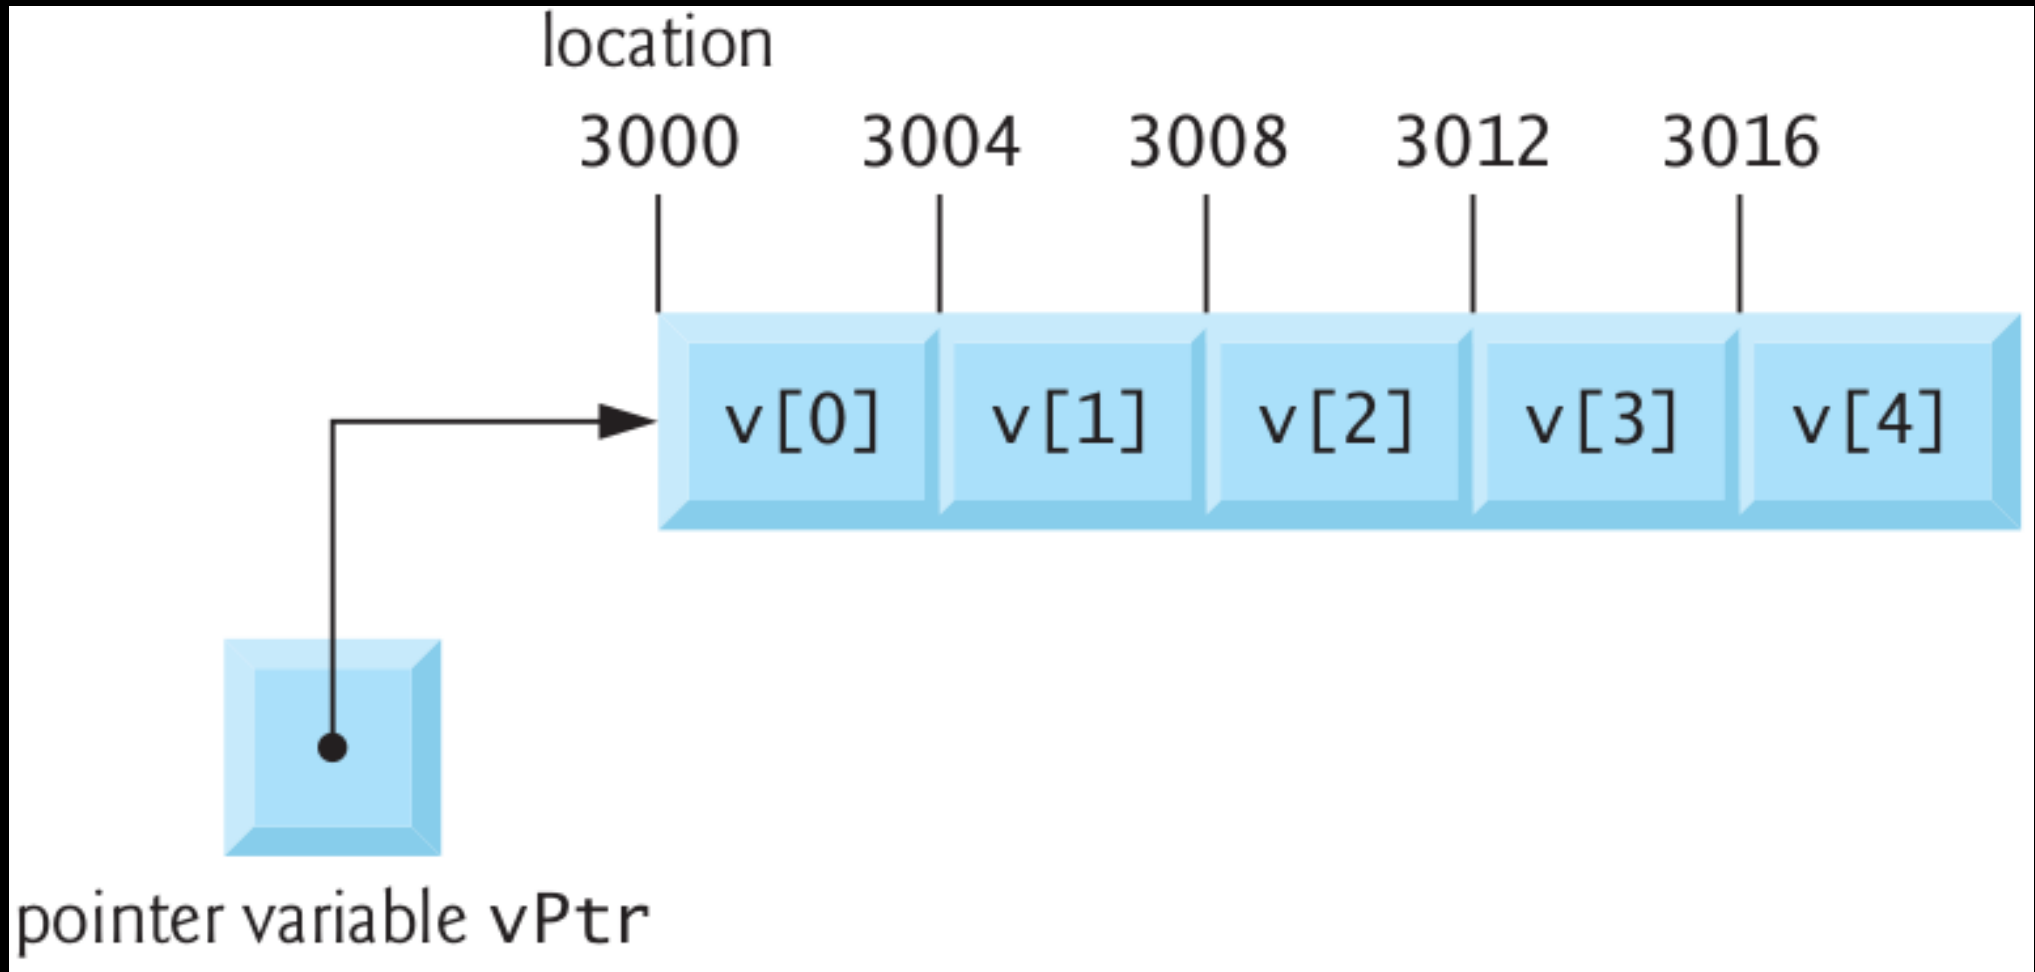 location
3000 3004 3008 3012 3016
v[0] v[1] v[2] v[3] v[4]
pointer variable vPtr